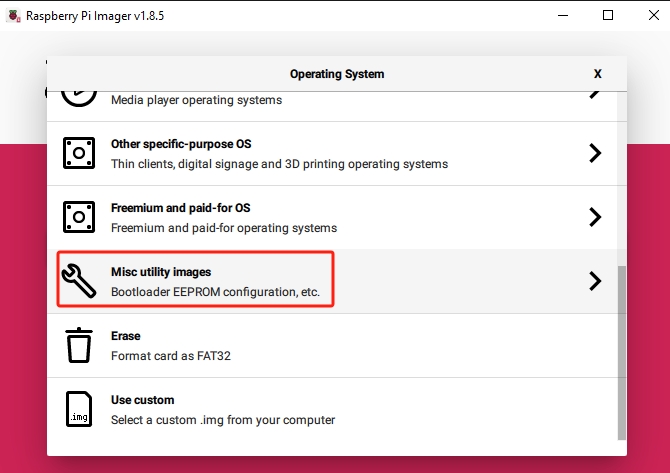 Raspberry Pi Imager v1.8.5
Operating System
X
Media player operating systems
Other specific-purpose OS
Thin clients, digital signage and 3D printing operating systems
Freemium and paid-for OS
Freemium and paid-for operating systems
Misc utility images
Bootloader EEPROM configuration, etc.
Erase
Format card as FAT32
.img
Use custom
Select a custom .img from your computer